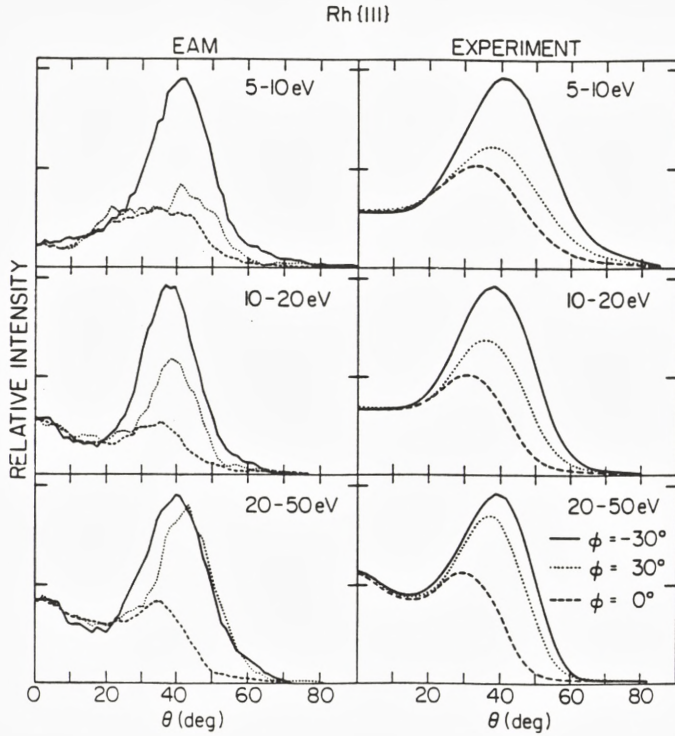 Rh {III}
EAM EXPERIMENT
5-10eV 5-10eV
10-20eV 10-20eV
20-50eV 20-50eV
ϕ = -30°
ϕ = 30°
ϕ = 0°
RELATIVE INTENSITY
0 20 40 60 80 20 40 60 80
θ (deg) θ (deg)